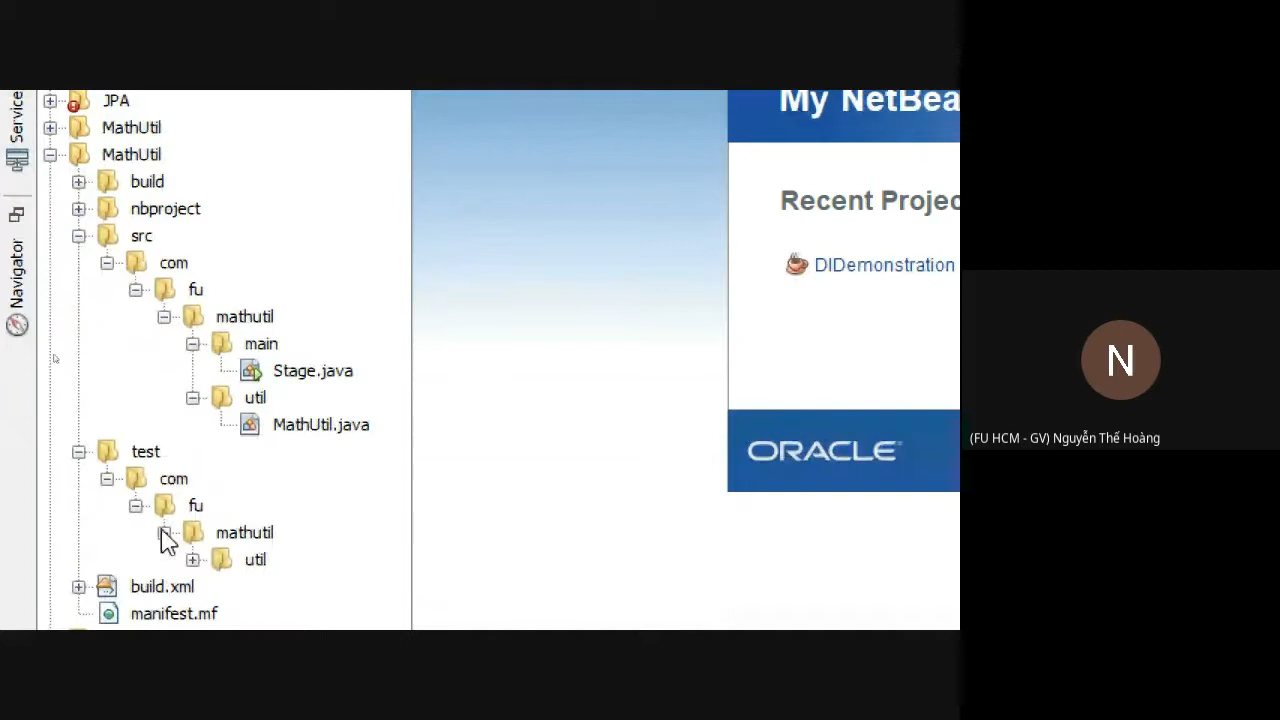 Service
Navigator
JPA
MathUtil
MathUtil
build
nbproject
src
com
fu
mathutil
main
Stage.java
util
MathUtil.java
test
com
fu
mathutil
util
build.xml
manifest.mf
My NetBea
Recent Projec
DIDemonstration
ORACLE
N
(FU HCM - GV) Nguyễn Thế Hoàng